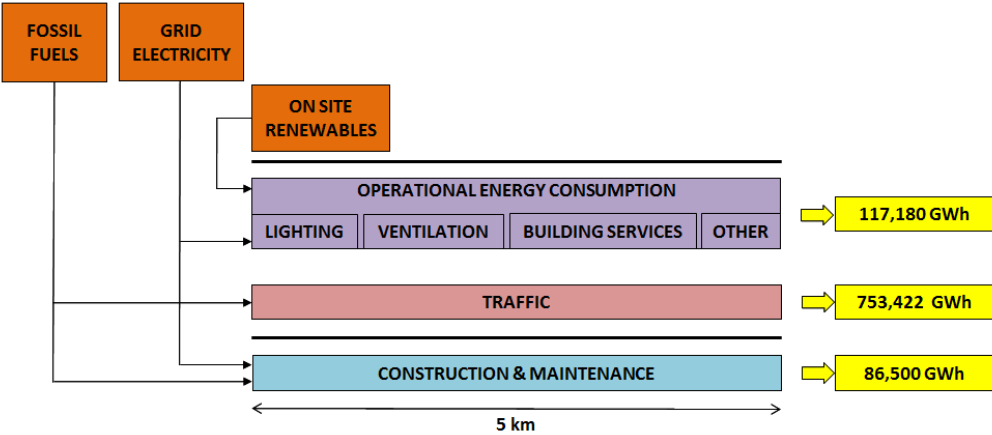 FOSSIL
FUELS
GRID
ELECTRICITY
ON SITE
RENEWABLES
OPERATIONAL ENERGY CONSUMPTION
LIGHTING
VENTILATION
BUILDING SERVICES
OTHER
117,180 GWh
TRAFFIC
753,422 GWh
CONSTRUCTION & MAINTENANCE
86,500 GWh
5 km